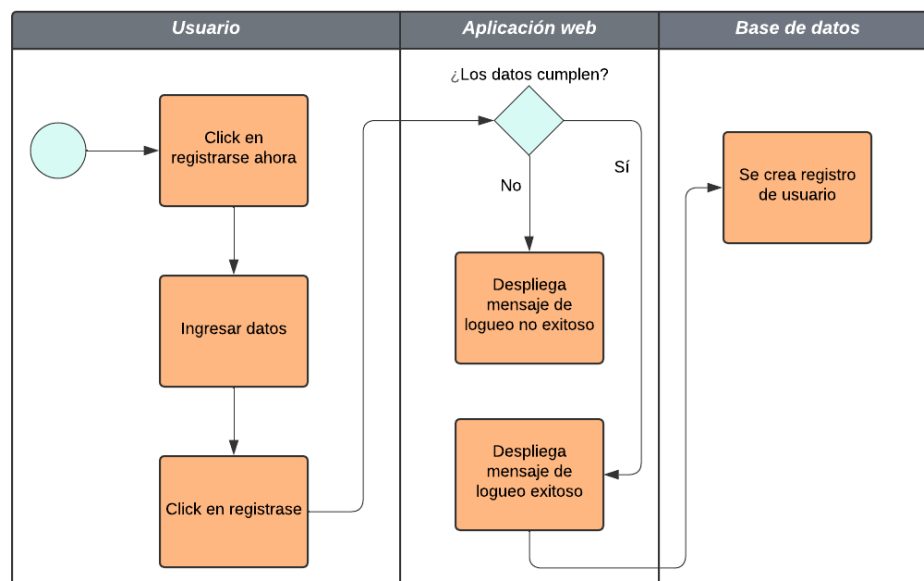 Usuario
Aplicación web
Base de datos
Click en
registrarse ahora
Ingresar datos
Click en registrase
¿Los datos cumplen?
No
Sí
Despliega
mensaje de
logueo no exitoso
Despliega
mensaje de
logueo exitoso
Se crea registro
de usuario